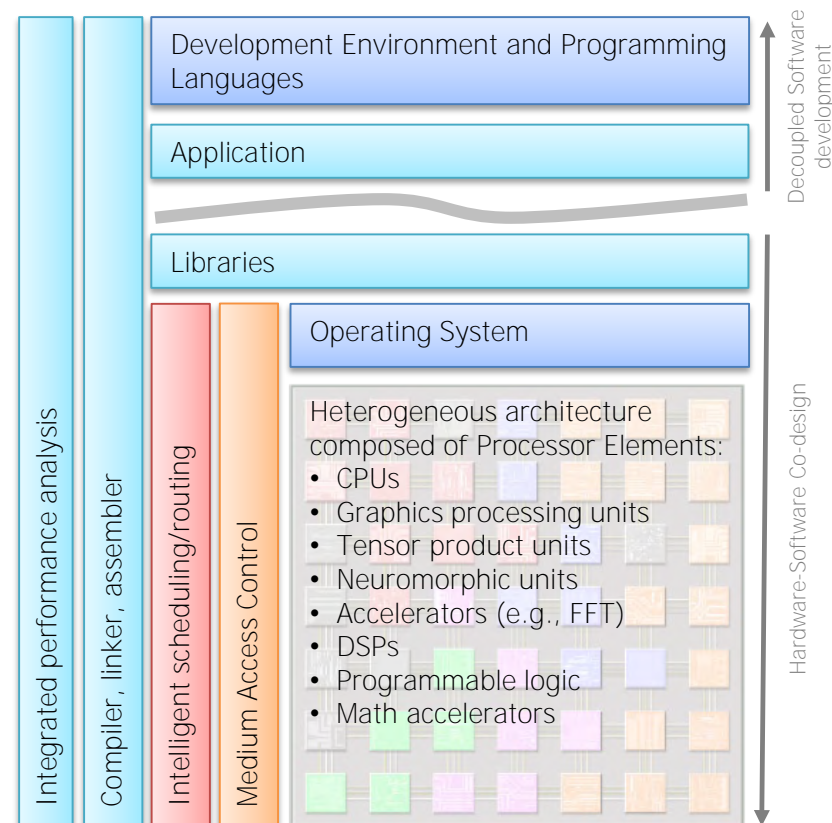 Development Environment and Programming
Languages
Application
Libraries
Operating System
Heterogeneous architecture
composed of Processor Elements:
• CPUs
• Graphics processing units
• Tensor product units
• Neuromorphic units
• Accelerators (e.g., FFT)
• DSPs
• Programmable logic
• Math accelerators
Integrated performance analysis
Compiler, linker, assembler
Intelligent scheduling/routing
Medium Access Control
Decoupled Software
development
Hardware-Software Co-design